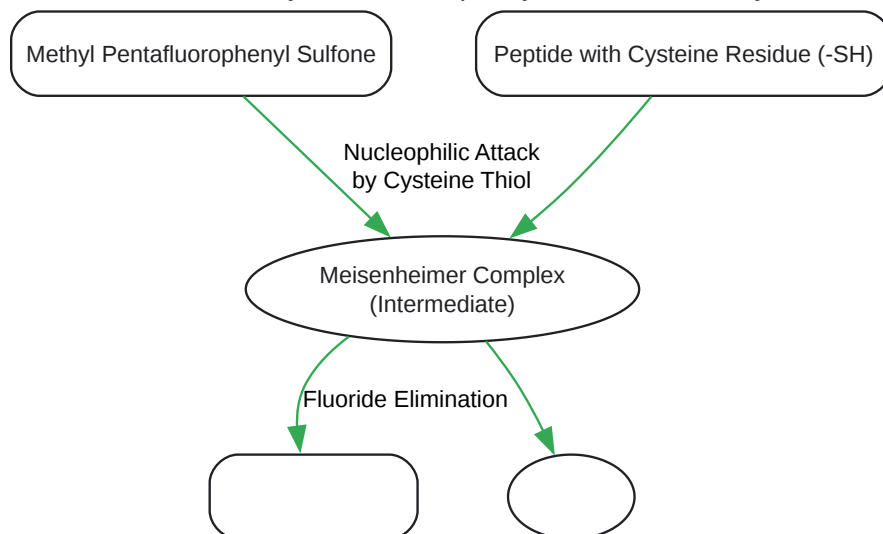 Methyl Pentafluorophenyl Sulfone
Peptide with Cysteine Residue (-SH)
Nucleophilic Attack
by Cysteine Thiol
Meisenheimer Complex
(Intermediate)
Fluoride Elimination